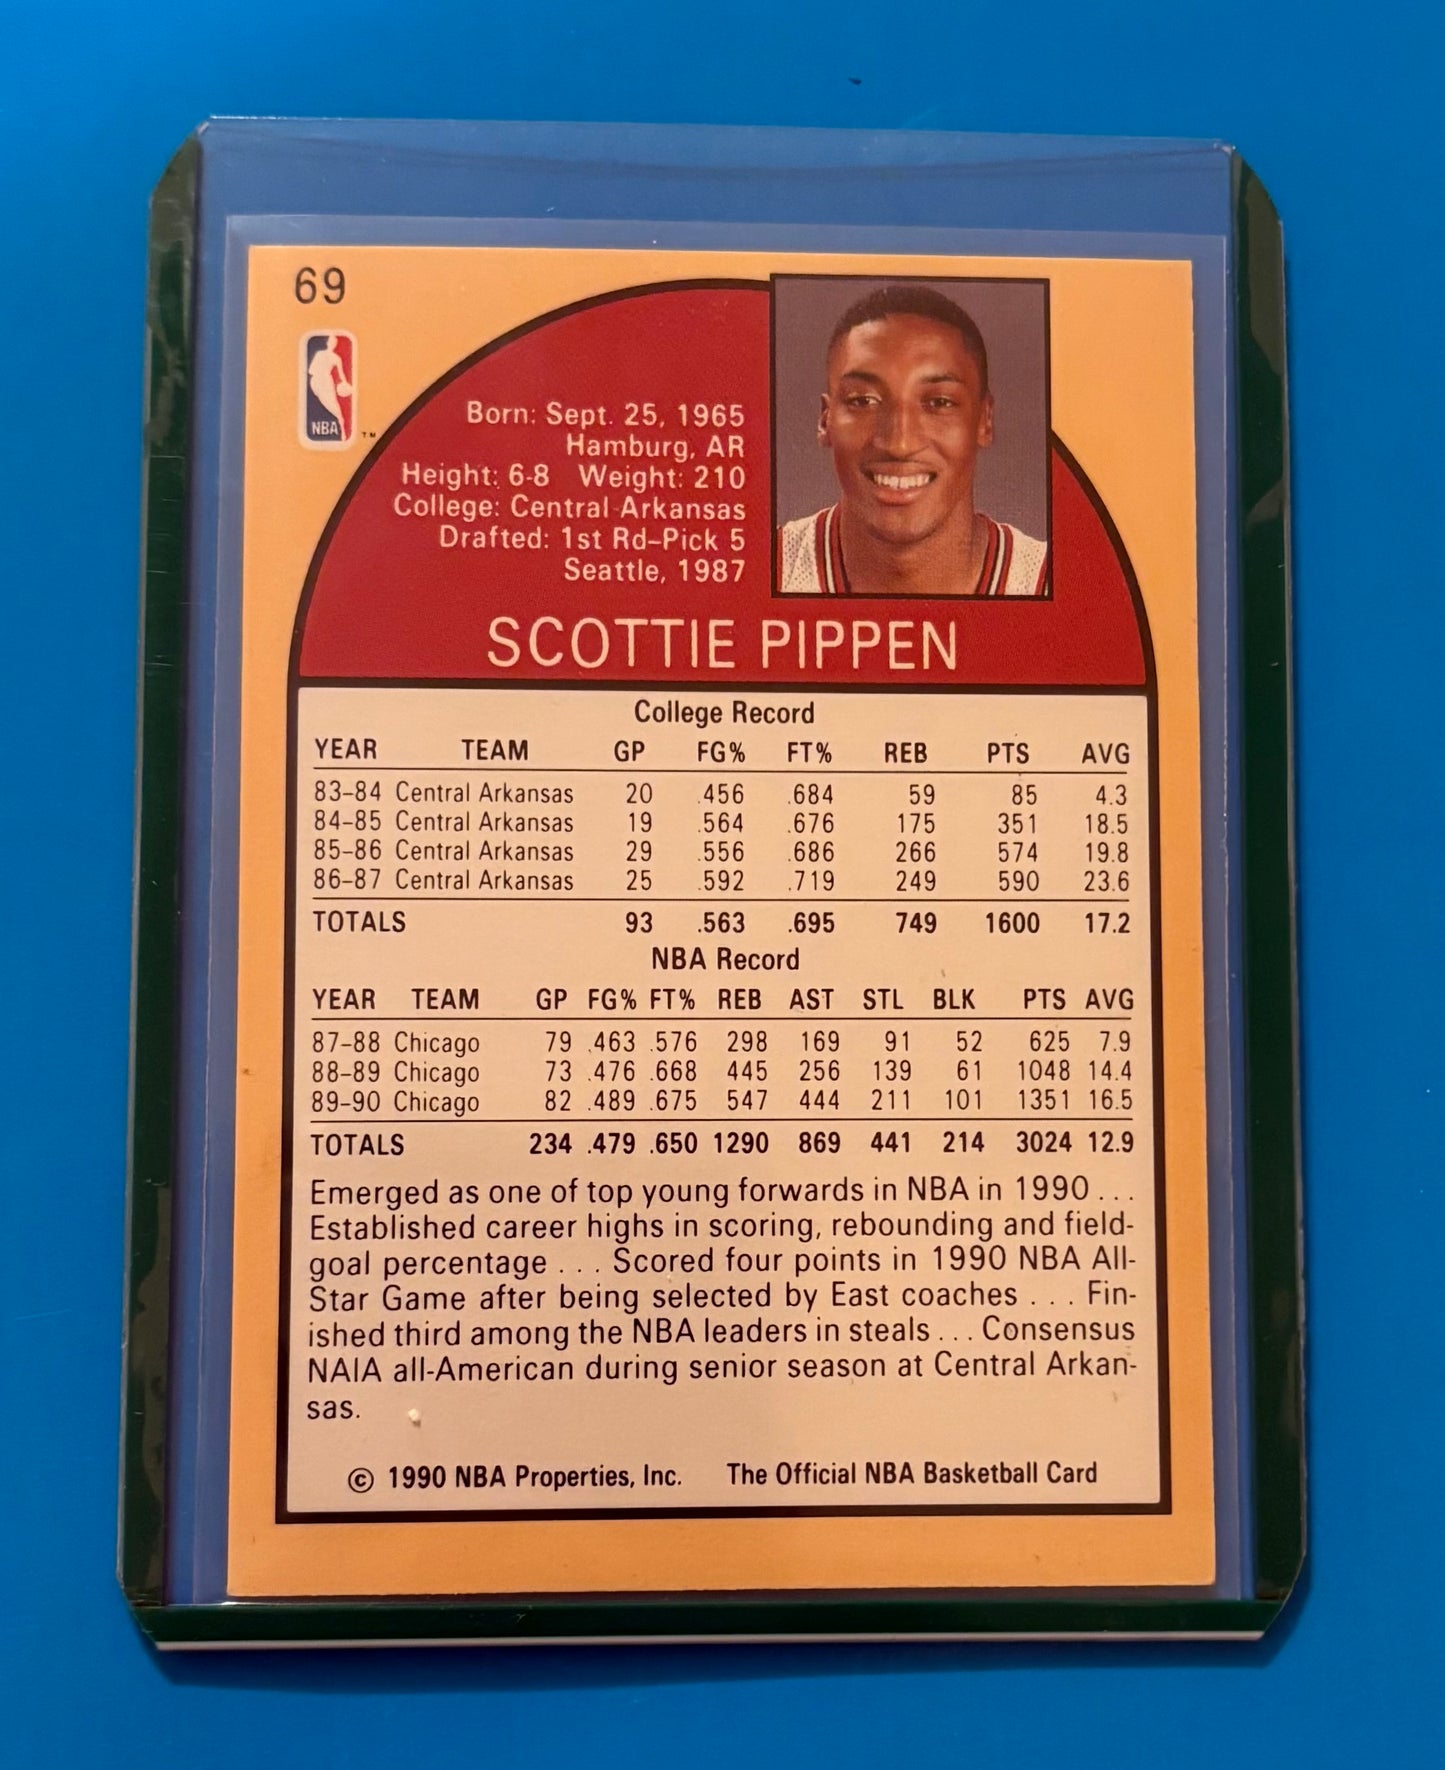 69
NBA
TM
Born: Sept. 25, 1965
Hamburg, AR
Height: 6-8 Weight: 210
College: Central Arkansas
Drafted: 1st Rd–Pick 5
Seattle, 1987
SCOTTIE PIPPEN
College Record
YEAR TEAM GP FG% FT% REB PTS AVG
83–84 Central Arkansas 20 .456 .684 59 85 4.3
84–85 Central Arkansas 19 .564 .676 175 351 18.5
85–86 Central Arkansas 29 .556 .686 266 574 19.8
86–87 Central Arkansas 25 .592 .719 249 590 23.6
TOTALS 93 .563 .695 749 1600 17.2
NBA Record
YEAR TEAM GP FG% FT% REB AST STL BLK PTS AVG
87–88 Chicago 79 .463 .576 298 169 91 52 625 7.9
88–89 Chicago 73 .476 .668 445 256 139 61 1048 14.4
89–90 Chicago 82 .489 .675 547 444 211 101 1351 16.5
TOTALS 234 .479 .650 1290 869 441 214 3024 12.9
Emerged as one of top young forwards in NBA in 1990 . . .
Established career highs in scoring, rebounding and field-
goal percentage . . . Scored four points in 1990 NBA All-
Star Game after being selected by East coaches . . . Fin-
ished third among the NBA leaders in steals . . . Consensus
NAIA all-American during senior season at Central Arkan-
sas.
© 1990 NBA Properties, Inc. The Official NBA Basketball Card